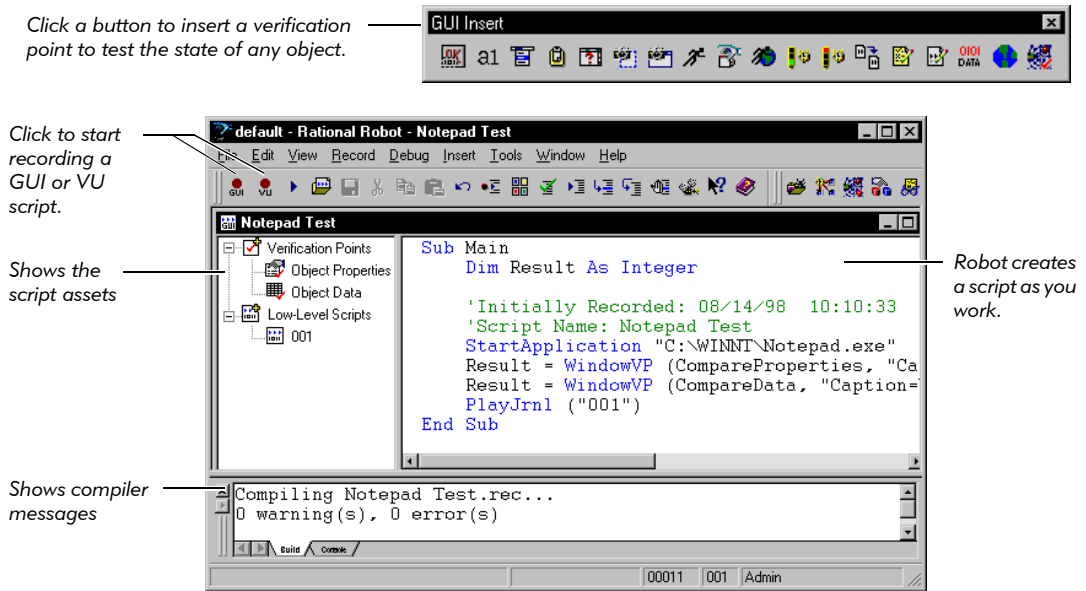 Click a button to insert a verification
point to test the state of any object.
GUI Insert
a1
OIOI
DATA
Click to start
recording a
GUI or VU
script.
default - Rational Robot - Notepad Test
File Edit View Record Debug Insert Tools Window Help
GUI VU
Notepad Test
Shows the
script assets
Verification Points
Object Properties
Object Data
Low-Level Scripts
001
Sub Main
Dim Result As Integer
'Initially Recorded: 08/14/98 10:10:33
'Script Name: Notepad Test
StartApplication "C:\WINNT\Notepad.exe"
Result = WindowVP (CompareProperties, "Ca
Result = WindowVP (CompareData, "Caption=
PlayJrnl ("001")
End Sub
Robot creates
a script as you
work.
Shows compiler
messages
Compiling Notepad Test.rec...
0 warning(s), 0 error(s)
Build Console
00011 001 Admin